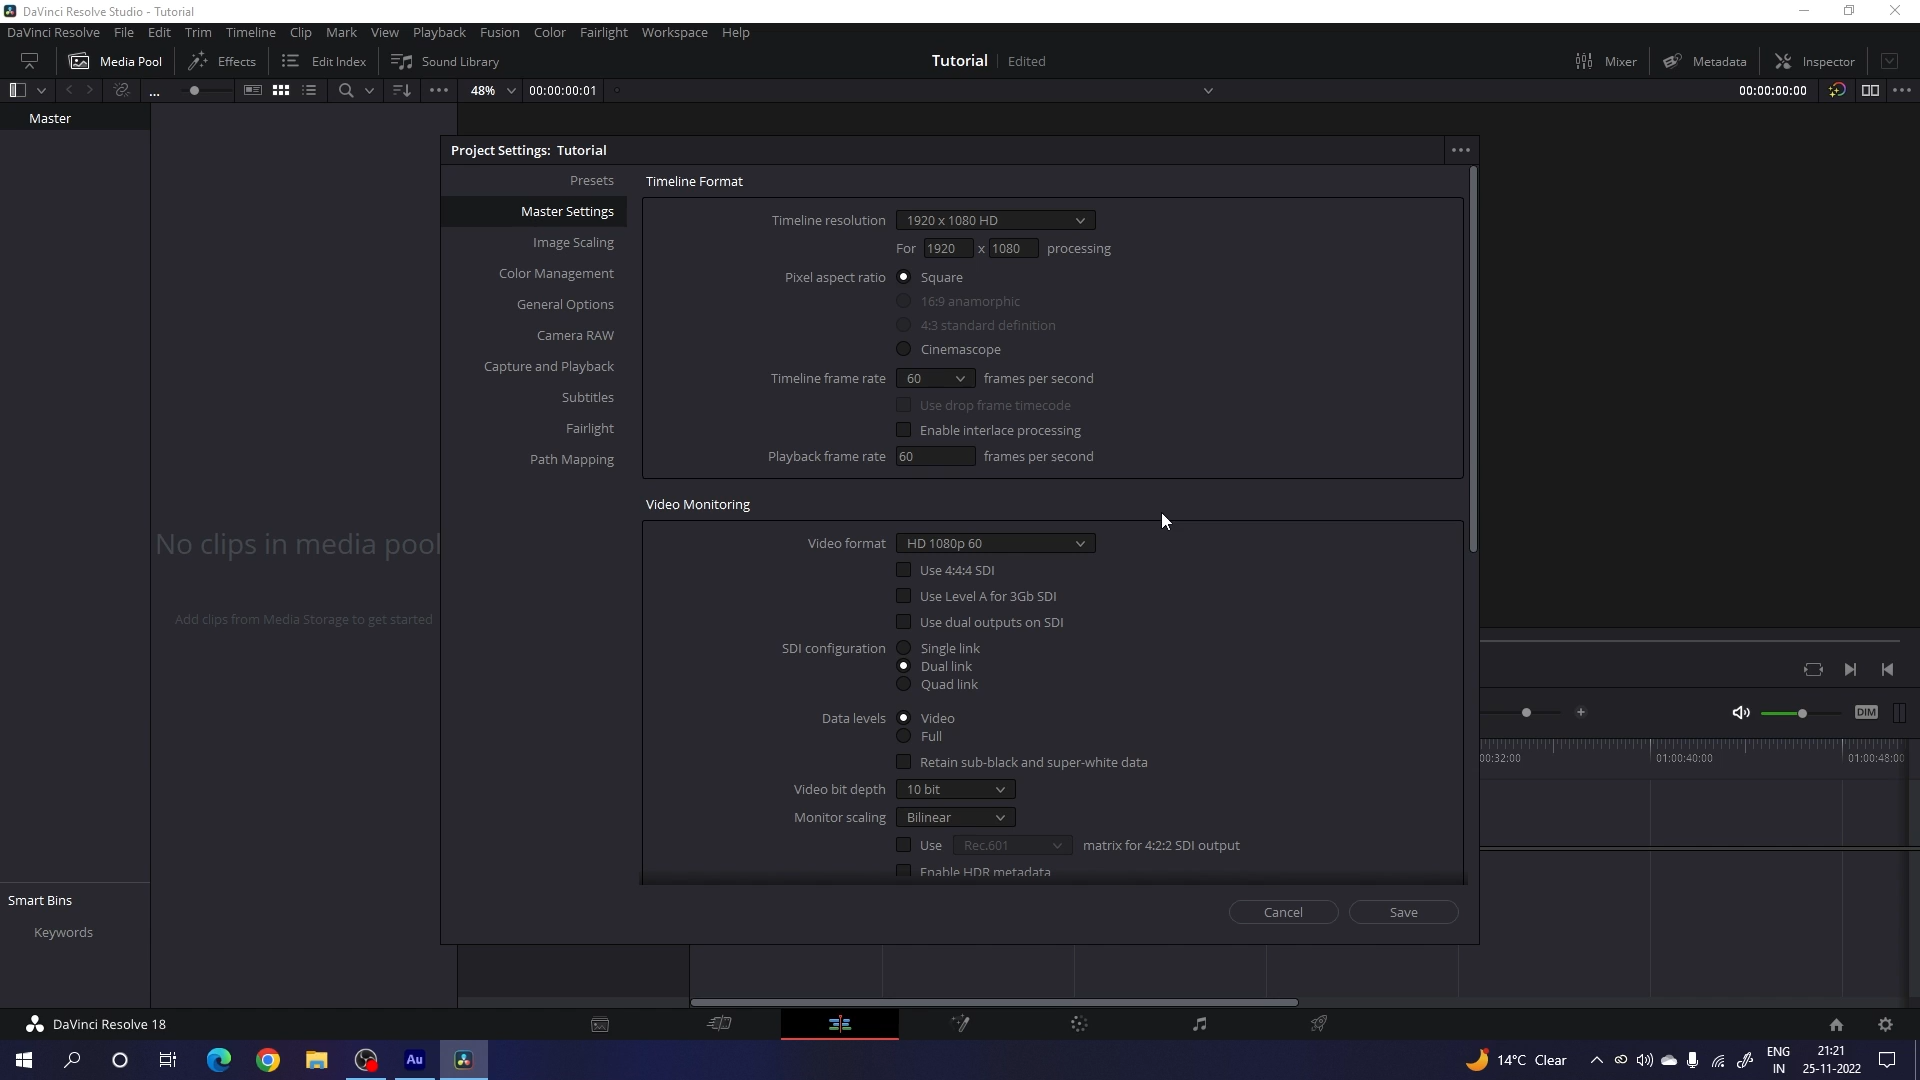 DaVinci Resolve Studio - Tutorial
DaVinci Resolve File Edit Trim Timeline Clip Mark View Playback Fusion Color Fairlight Workspace Help
Media Pool Effects Edit Index Sound Library Tutorial Edited Mixer Metadata Inspector
... 48% 00:00:00:01 00:00:00:00
Master
Project Settings: Tutorial
Presets
Master Settings
Image Scaling
Color Management
General Options
Camera RAW
Capture and Playback
Subtitles
Fairlight
Path Mapping
Timeline Format
Timeline resolution 1920 x 1080 HD
For 1920 x 1080 processing
Pixel aspect ratio Square
16:9 anamorphic
4:3 standard definition
Cinemascope
Timeline frame rate 60 frames per second
Use drop frame timecode
Enable interlace processing
Playback frame rate 60 frames per second
Video Monitoring
Video format HD 1080p 60
Use 4:4:4 SDI
Use Level A for 3Gb SDI
Use dual outputs on SDI
SDI configuration Single link
Dual link
Quad link
Data levels Video
Full
Retain sub-black and super-white data
Video bit depth 10 bit
Monitor scaling Bilinear
Use Rec.601 matrix for 4:2:2 SDI output
Enable HDR metadata
Cancel Save
No clips in media pool
Add clips from Media Storage to get started
DIM
00:32:00 01:00:40:00 01:00:48:00
Smart Bins
Keywords
DaVinci Resolve 18
Au
14°C Clear
ENG
IN
21:21
25-11-2022